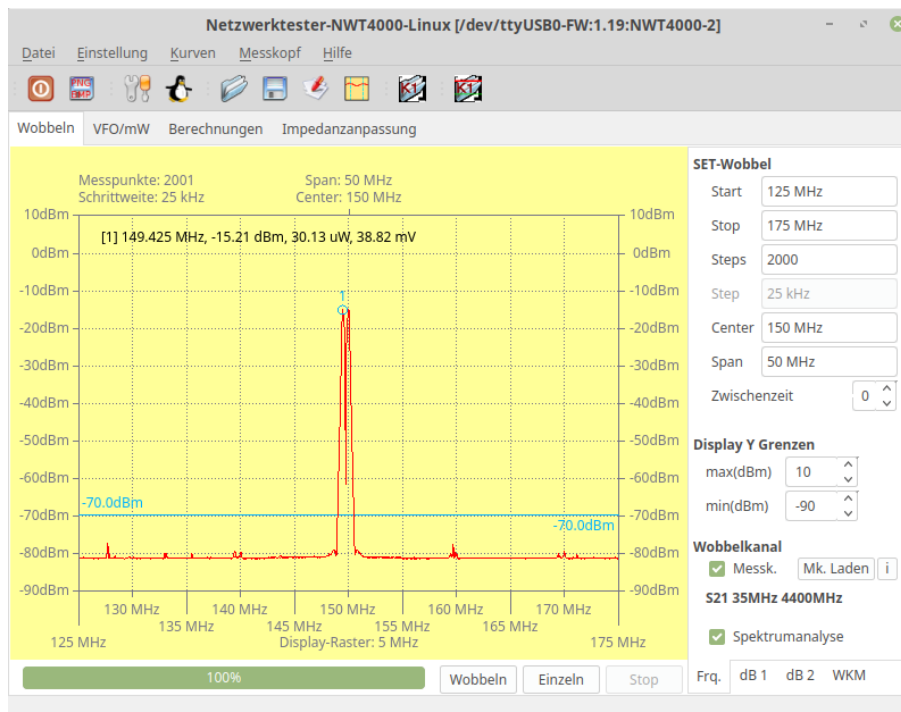 Netzwerktester-NWT4000-Linux [/dev/ttyUSB0-FW:1.19:NWT4000-2]
Datei Einstellung Kurven Messkopf Hilfe
PNG
BMP
K1
K1
Wobbeln VFO/mW Berechnungen Impedanzanpassung
Messpunkte: 2001 Span: 50 MHz
Schrittweite: 25 kHz Center: 150 MHz
10dBm 10dBm
[1] 149.425 MHz, -15.21 dBm, 30.13 uW, 38.82 mV
0dBm 0dBm
-10dBm -10dBm
1
-20dBm -20dBm
-30dBm -30dBm
-40dBm -40dBm
-50dBm -50dBm
-60dBm -60dBm
-70.0dBm
-70dBm -70dBm
-70.0dBm
-80dBm -80dBm
-90dBm -90dBm
130 MHz 140 MHz 150 MHz 160 MHz 170 MHz
135 MHz 145 MHz 155 MHz 165 MHz
125 MHz Display-Raster: 5 MHz 175 MHz
100% Wobbeln Einzeln Stop
SET-Wobbel
Start 125 MHz
Stop 175 MHz
Steps 2000
Step 25 kHz
Center 150 MHz
Span 50 MHz
Zwischenzeit 0
Display Y Grenzen
max(dBm) 10
min(dBm) -90
Wobbelkanal
Messk. Mk. Laden i
S21 35MHz 4400MHz
Spektrumanalyse
Frq. dB 1 dB 2 WKM